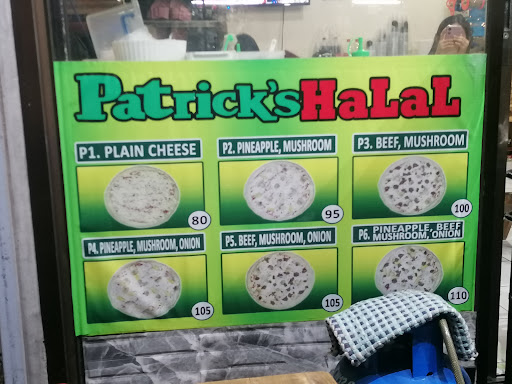 Patrick's HaLaL
P1. PLAIN CHEESE
80
P2. PINEAPPLE, MUSHROOM
95
P3. BEEF, MUSHROOM
100
P4. PINEAPPLE, MUSHROOM, ONION
105
P5. BEEF, MUSHROOM, ONION
105
P6. PINEAPPLE, BEEF
MUSHROOM, ONION
110